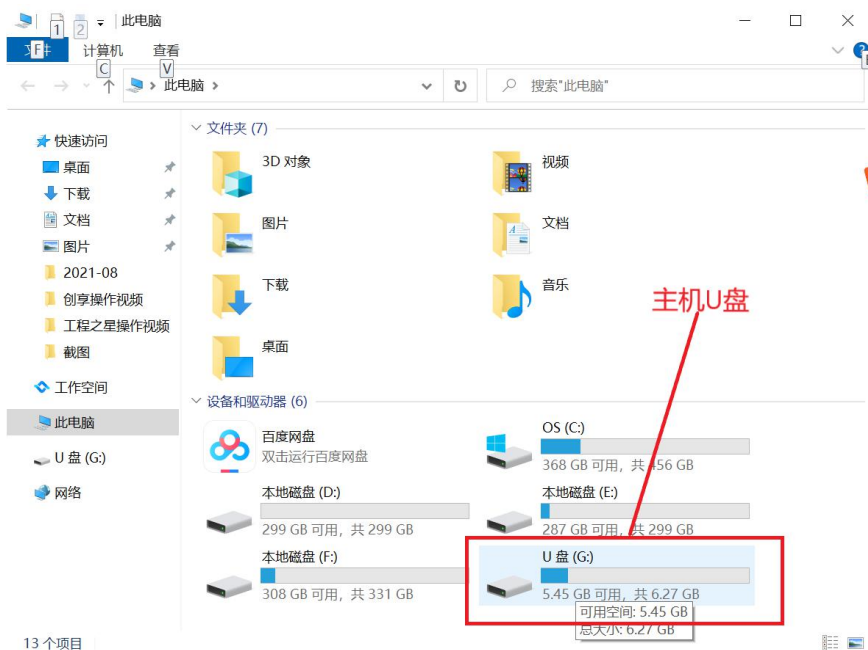 1
2
此电脑
F
计算机
查看
C
V
此电脑
搜索"此电脑"
快速访问
桌面
下载
文档
图片
2021-08
创享操作视频
工程之星操作视频
截图
工作空间
此电脑
U 盘 (G:)
网络
文件夹 (7)
3D 对象
视频
图片
文档
下载
音乐
桌面
主机U盘
设备和驱动器 (6)
百度网盘
双击运行百度网盘
OS (C:)
368 GB 可用，共 456 GB
本地磁盘 (D:)
299 GB 可用，共 299 GB
本地磁盘 (E:)
287 GB 可用，共 299 GB
本地磁盘 (F:)
308 GB 可用，共 331 GB
U 盘 (G:)
5.45 GB 可用，共 6.27 GB
可用空间: 5.45 GB
总大小: 6.27 GB
13 个项目